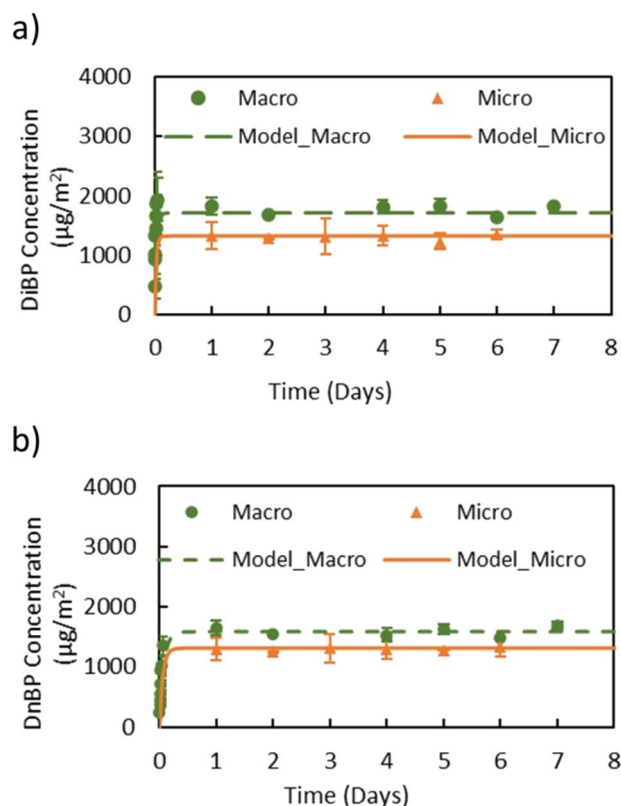 a)
DiBP Concentration
(µg/m²)
4000
3000
2000
1000
0
Macro
Micro
Model_Macro
Model_Micro
0 1 2 3 4 5 6 7 8
Time (Days)
b)
DnBP Concentration
(µg/m²)
4000
3000
2000
1000
0
Macro
Micro
Model_Macro
Model_Micro
0 1 2 3 4 5 6 7 8
Time (Days)